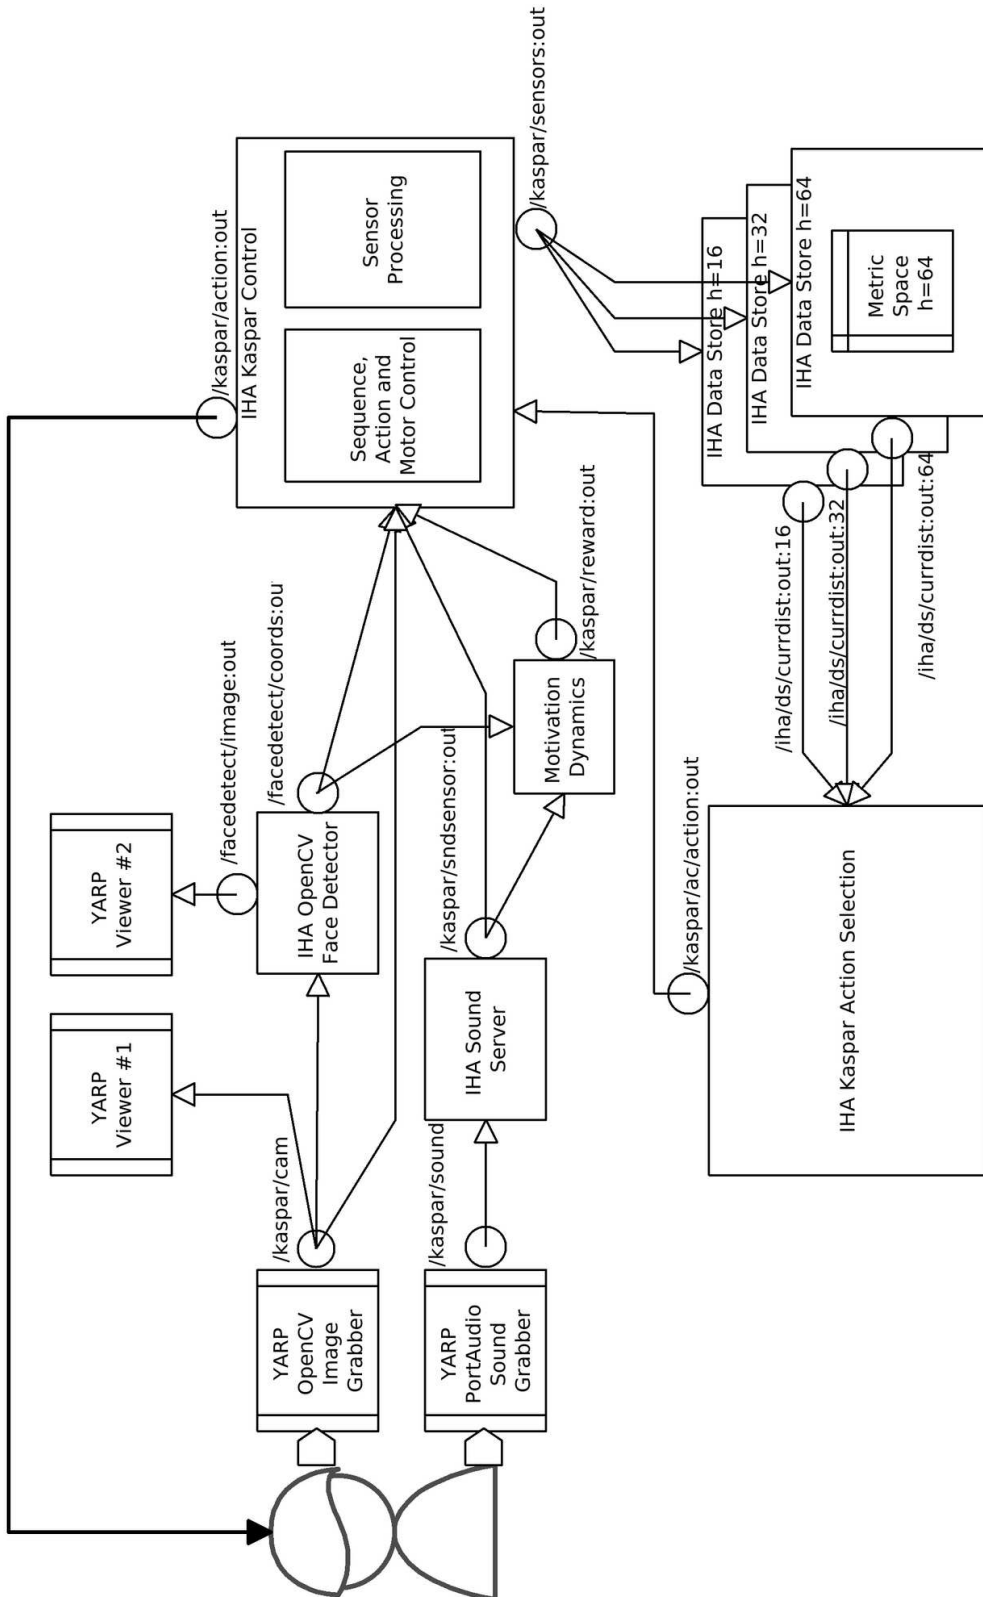 /kaspar/action:out
IHA Kaspar Control
Sequence,
Action and
Motor Control
Sensor
Processing
/kaspar/sensors:out
YARP
Viewer #1
YARP
Viewer #2
/facedetect/image:out
/facedetect/coords:ou
/kaspar/cam
IHA OpenCV
Face Detector
YARP
OpenCV
Image
Grabber
/kaspar/sound
YARP
PortAudio
Sound
Grabber
IHA Sound
Server
/kaspar/sndsensor:out
Motivation
Dynamics
/kaspar/reward:out
/kaspar/ac/action:out
IHA Kaspar Action Selection
/iha/ds/currdist:out:16
/iha/ds/currdist:out:32
/iha/ds/currdist:out:64
IHA Data Store h=16
IHA Data Store h=32
IHA Data Store h=64
Metric
Space
h=64